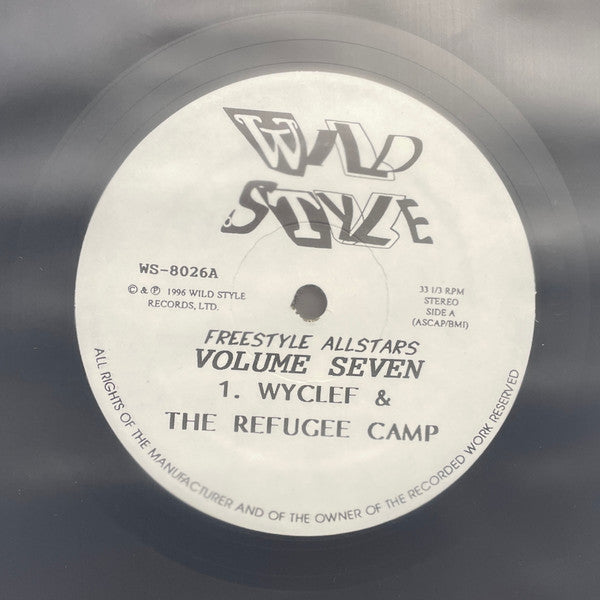 WILD
STYLE
WS-8026A
© & ℗ 1996 WILD STYLE
RECORDS, LTD.
33 1/3 RPM
STEREO
SIDE A
(ASCAP/BMI)
FREESTYLE ALLSTARS
VOLUME SEVEN
1. WYCLEF &
THE REFUGEE CAMP
ALL RIGHTS OF THE MANUFACTURER AND OF THE OWNER OF THE RECORDED WORK RESERVED